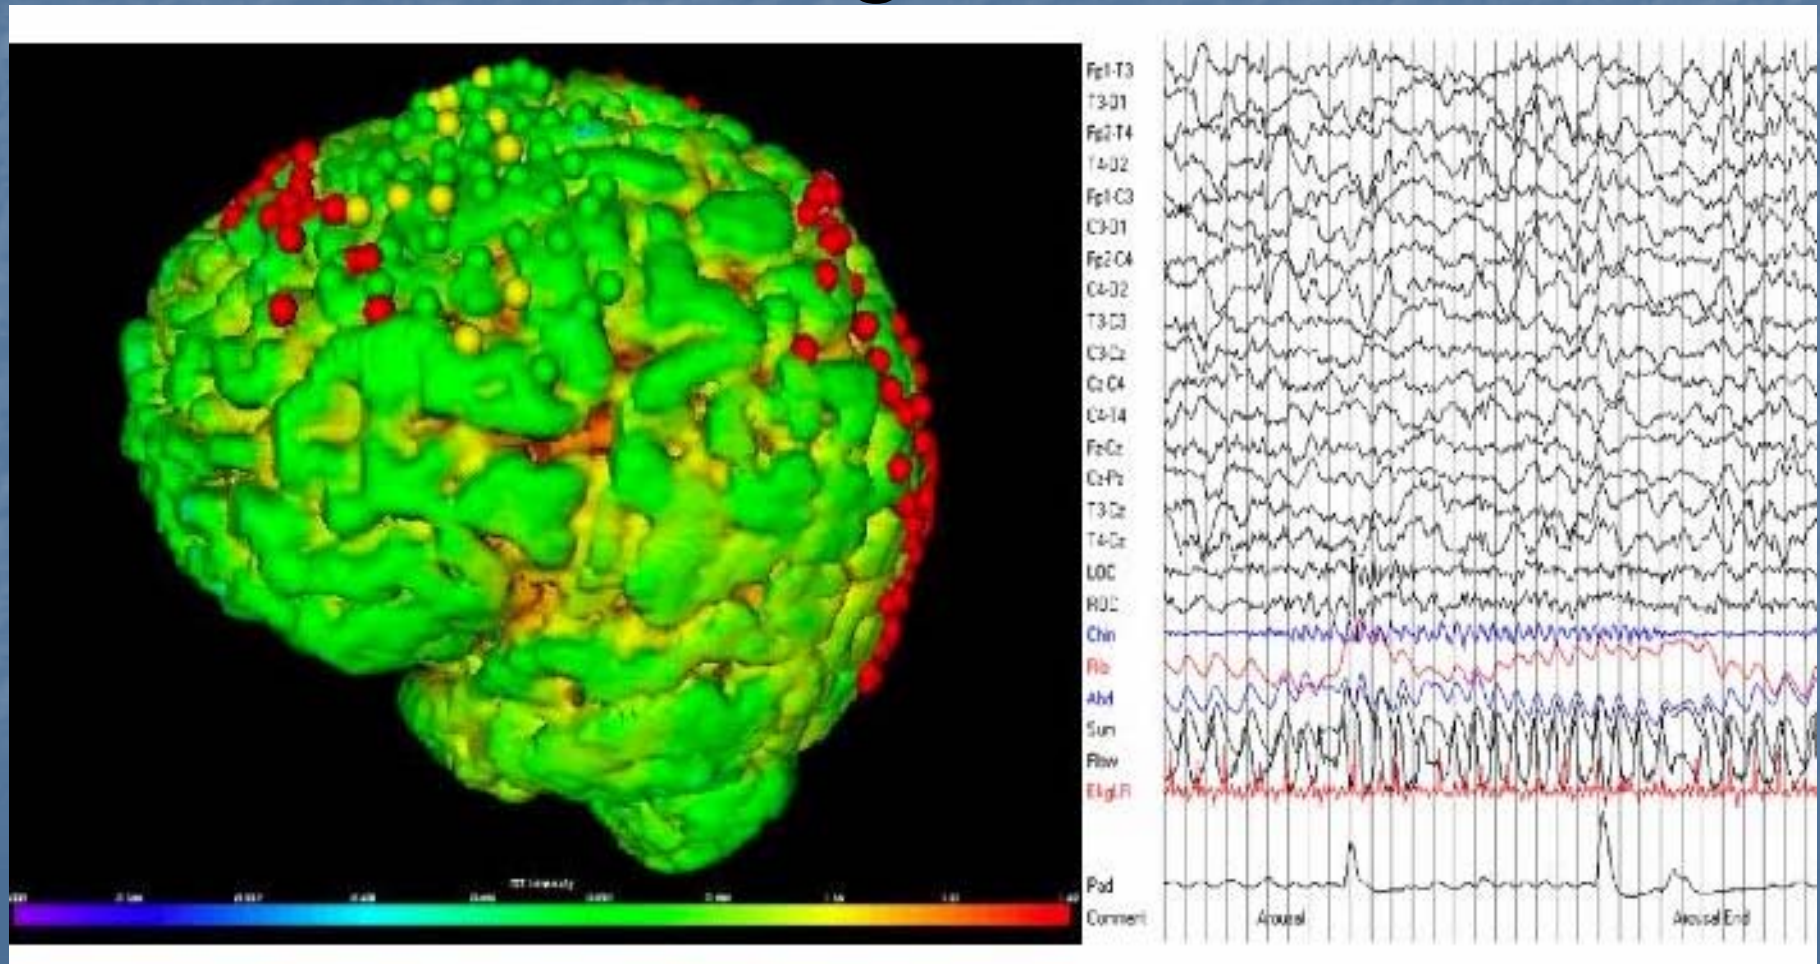 Fp1-T3
T3-O1
Fp2-T4
T4-O2
Fp1-C3
C3-O1
Fp2-C4
C4-O2
T3-C3
C3-Cz
Cz-C4
C4-T4
Fz-Cz
Cz-Pz
T3-Cz
T4-Cz
LOC
ROC
Chin
Rib
Abd
Sum
Flow
EkgLR
Pad
Comment Arousal Arousal End